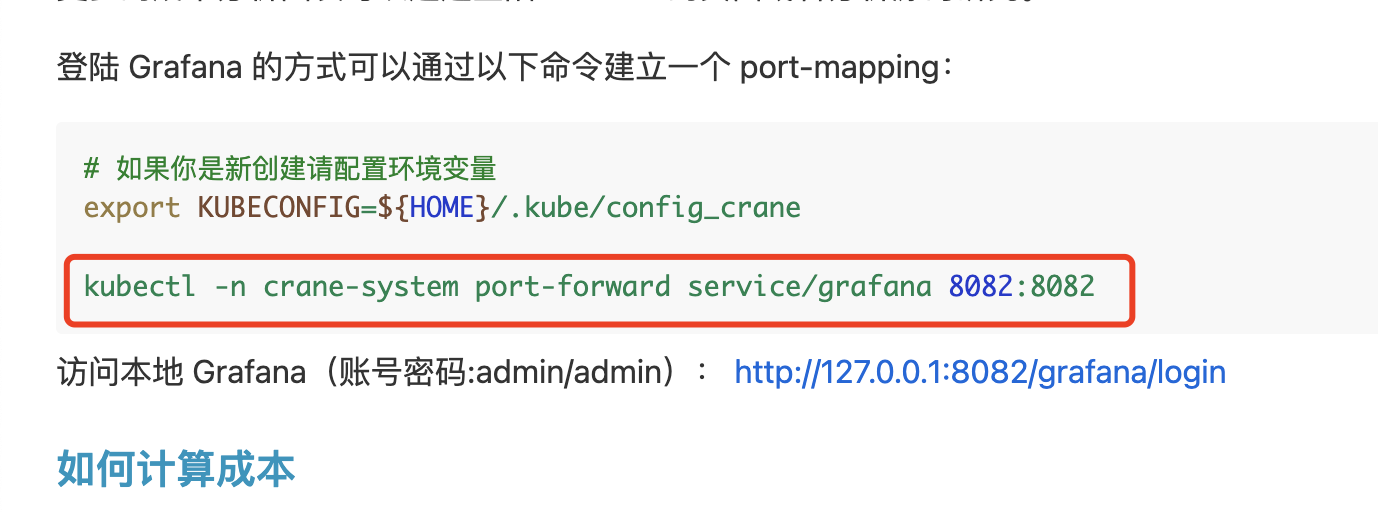 登陆 Grafana 的方式可以通过以下命令建立一个 port-mapping：
# 如果你是新创建请配置环境变量
export KUBECONFIG=${HOME}/.kube/config_crane
kubectl -n crane-system port-forward service/grafana 8082:8082
访问本地 Grafana（账号密码:admin/admin）： http://127.0.0.1:8082/grafana/login
如何计算成本